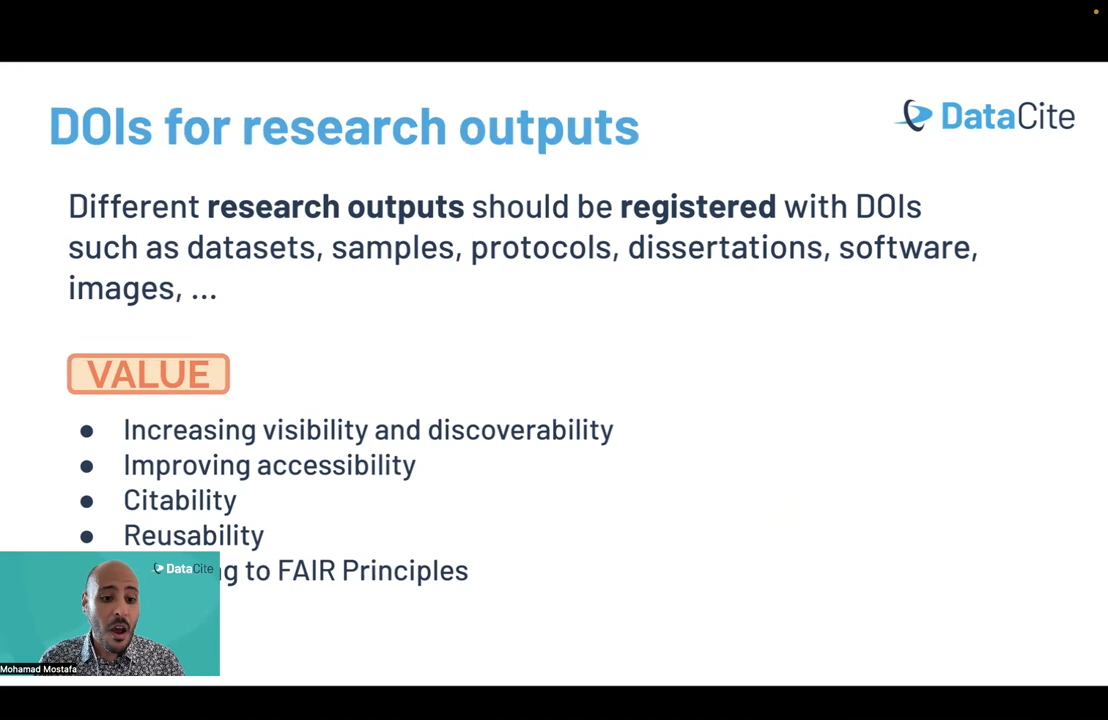 DOIs for research outputs
DataCite
Different research outputs should be registered with DOIs
such as datasets, samples, protocols, dissertations, software,
images, ...
VALUE
● Increasing visibility and discoverability
● Improving accessibility
● Citability
● Reusability
to FAIR Principles
DataCite
Mohamad Mostafa